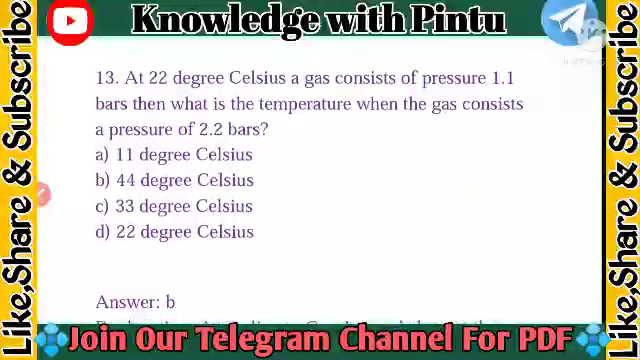 Knowledge with Pintu
Like,Share & Subscribe
13. At 22 degree Celsius a gas consists of pressure 1.1
bars then what is the temperature when the gas consists
a pressure of 2.2 bars?
a) 11 degree Celsius
b) 44 degree Celsius
c) 33 degree Celsius
d) 22 degree Celsius
Answer: b
Like,Share & Subscribe
Join Our Telegram Channel For PDF